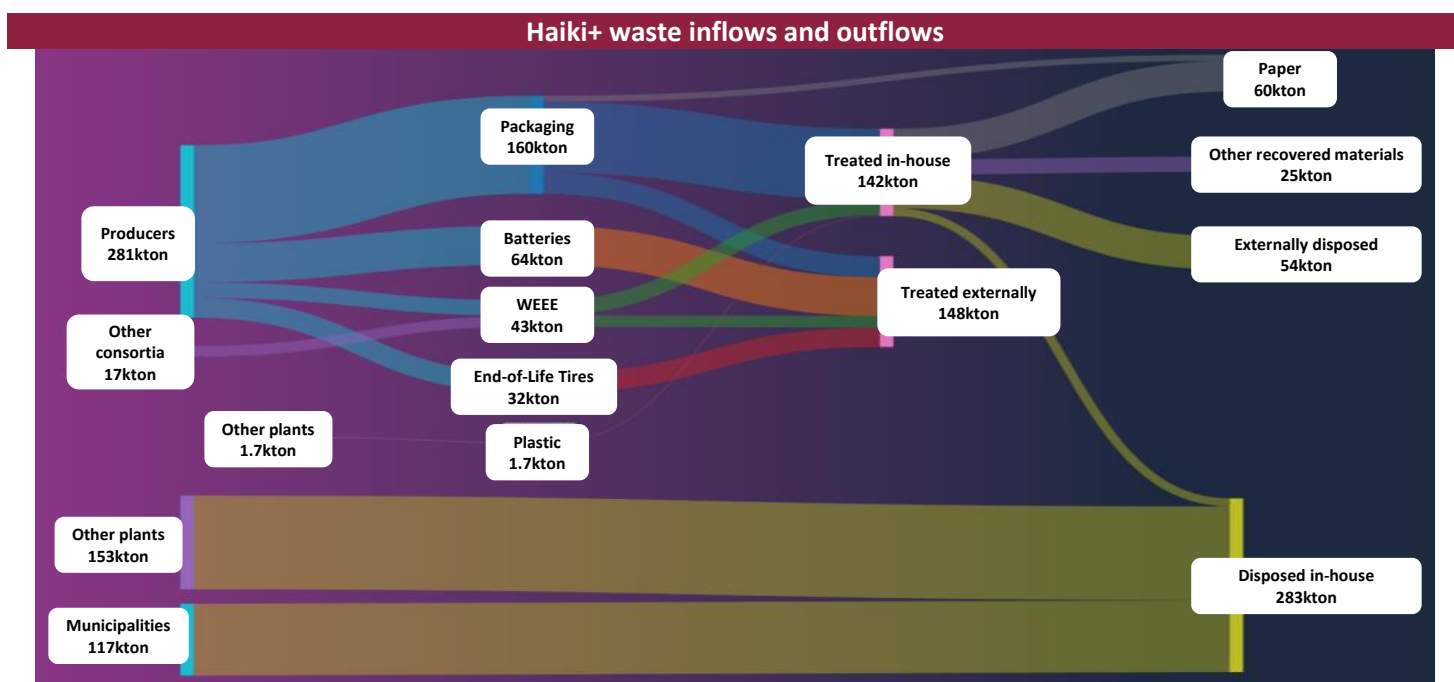 Haiki+ waste inflows and outflows
Paper
60kton
Packaging
160kton
Treated in-house
142kton
Other recovered materials
25kton
Producers
281kton
Batteries
64kton
Externally disposed
54kton
WEEE
43kton
Treated externally
148kton
Other
consortia
17kton
End-of-Life Tires
32kton
Other plants
1.7kton
Plastic
1.7kton
Other plants
153kton
Disposed in-house
283kton
Municipalities
117kton